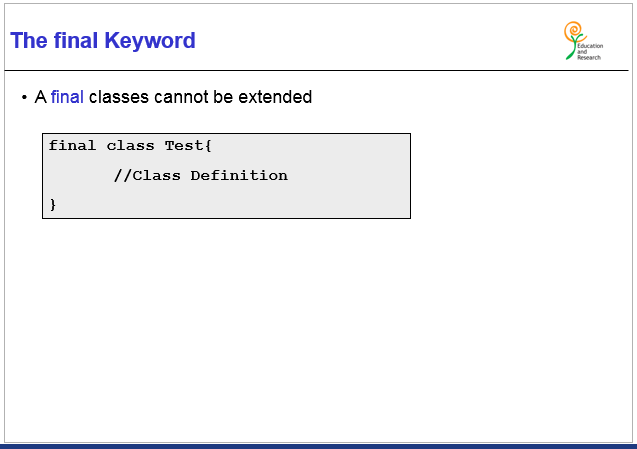 The final Keyword
Education
and
Research
• A final classes cannot be extended
final class Test{
//Class Definition
}